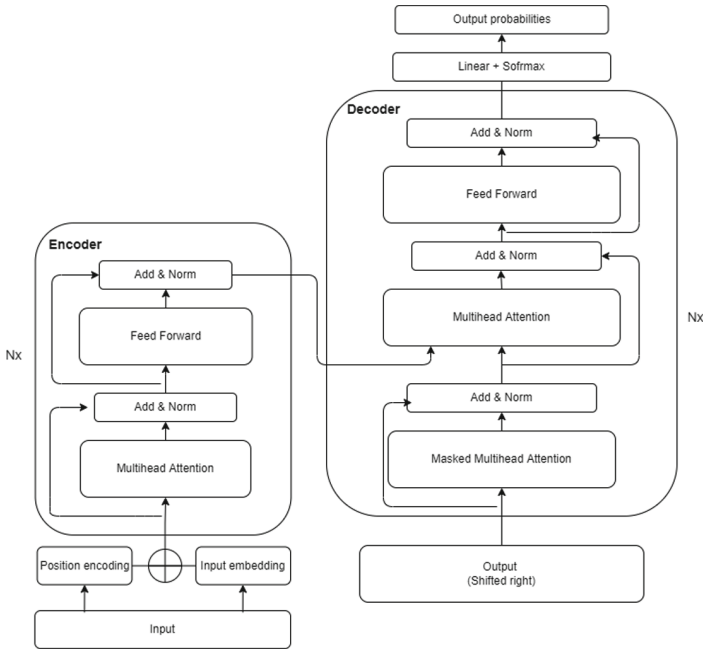 Output probabilities
Linear + Sofrmax
Decoder
Add & Norm
Feed Forward
Add & Norm
Multihead Attention
Nx
Add & Norm
Masked Multihead Attention
Output
(Shifted right)
Encoder
Add & Norm
Feed Forward
Nx
Add & Norm
Multihead Attention
Position encoding
Input embedding
Input